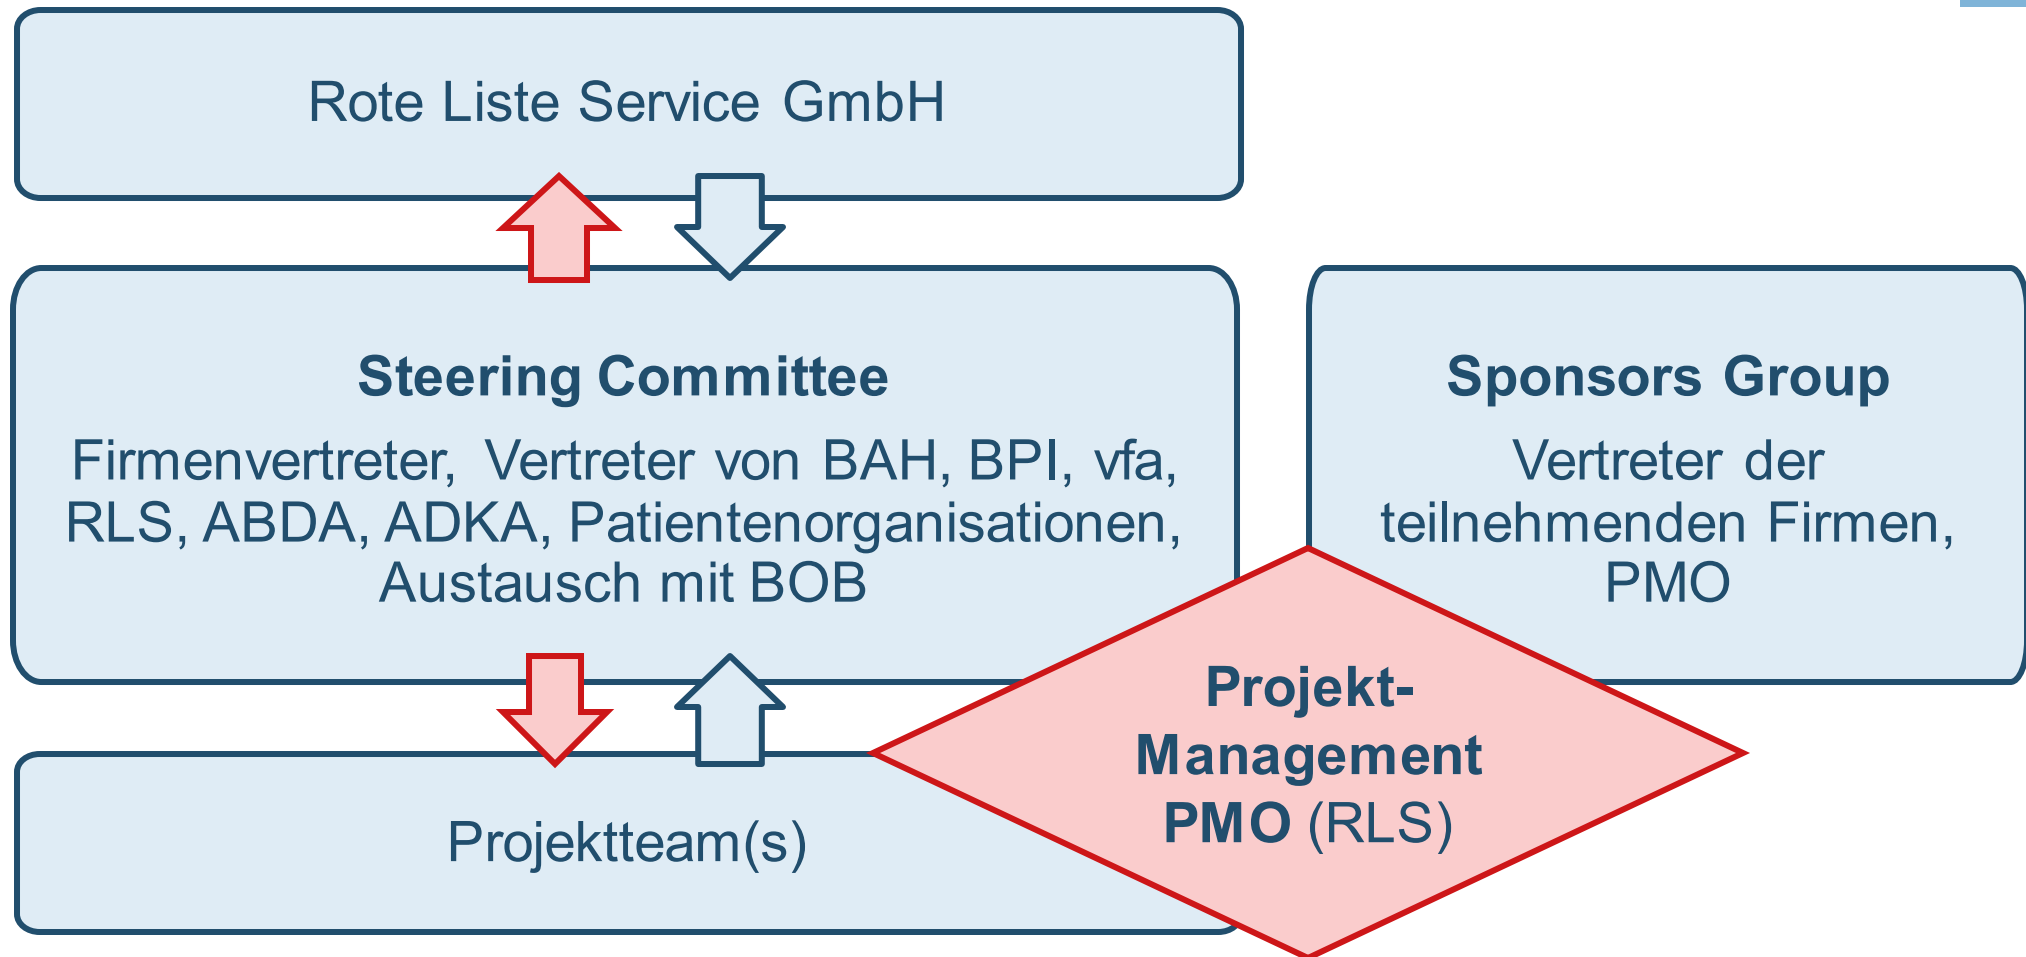 Rote Liste Service GmbH
Steering Committee
Firmenvertreter, Vertreter von BAH, BPI, vfa,
RLS, ABDA, ADKA, Patientenorganisationen,
Austausch mit BOB
Sponsors Group
Vertreter der
teilnehmenden Firmen,
PMO
Projekt-
Management
PMO (RLS)
Projektteam(s)